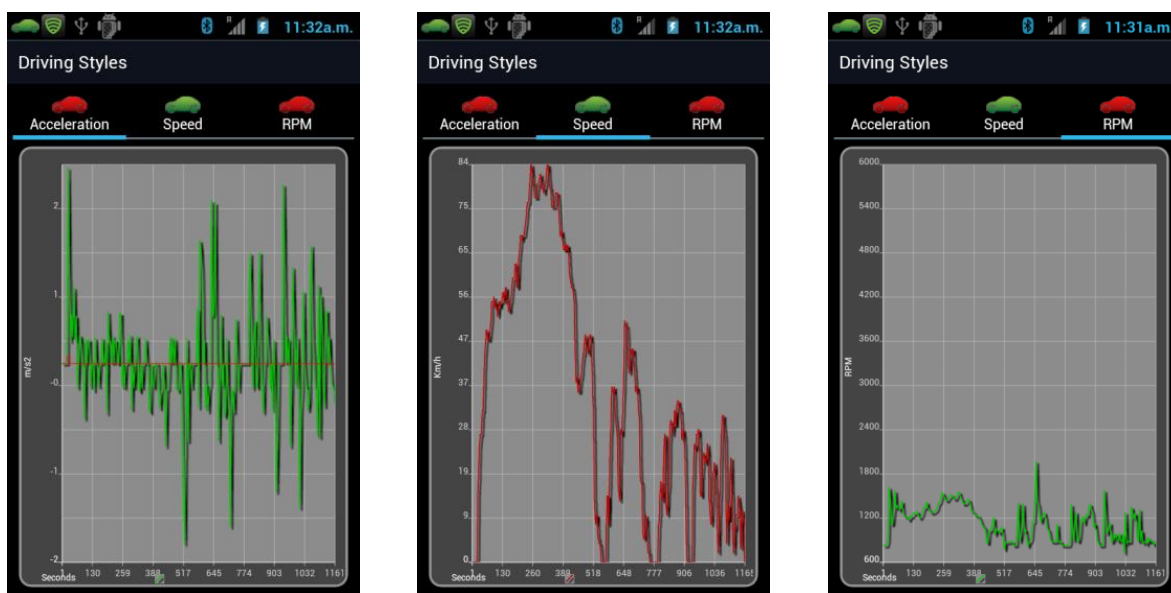 11:32a.m.
Driving Styles
Acceleration Speed RPM
2
1
-0
-1
-2
m/s2
1 130 259 388 517 645 774 903 1032 1161
Seconds
11:32a.m.
Driving Styles
Acceleration Speed RPM
84
75
65
56
47
37
28
19
9
0
Km/h
1 130 260 389 518 648 777 906 1036 1165
Seconds
R
11:31a.m
Driving Styles
Acceleration Speed RPM
6000
5400
4800
4200
3600
3000
2400
1800
1200
600
RPM
1 130 259 388 517 645 774 903 1032 1161
Seconds